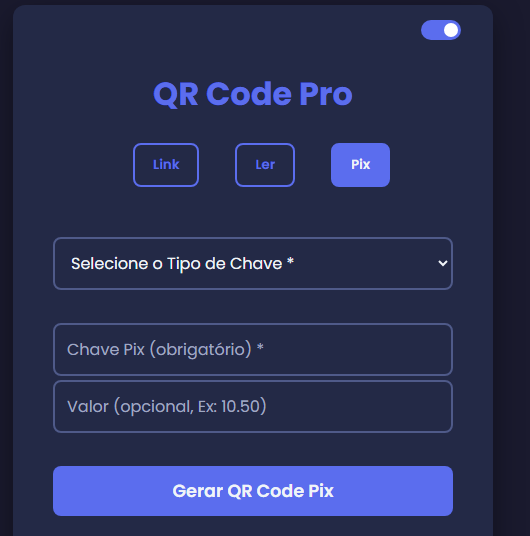 QR Code Pro
Link Ler Pix
Selecione o Tipo de Chave *
Chave Pix (obrigatório) *
Valor (opcional, Ex: 10.50)
Gerar QR Code Pix